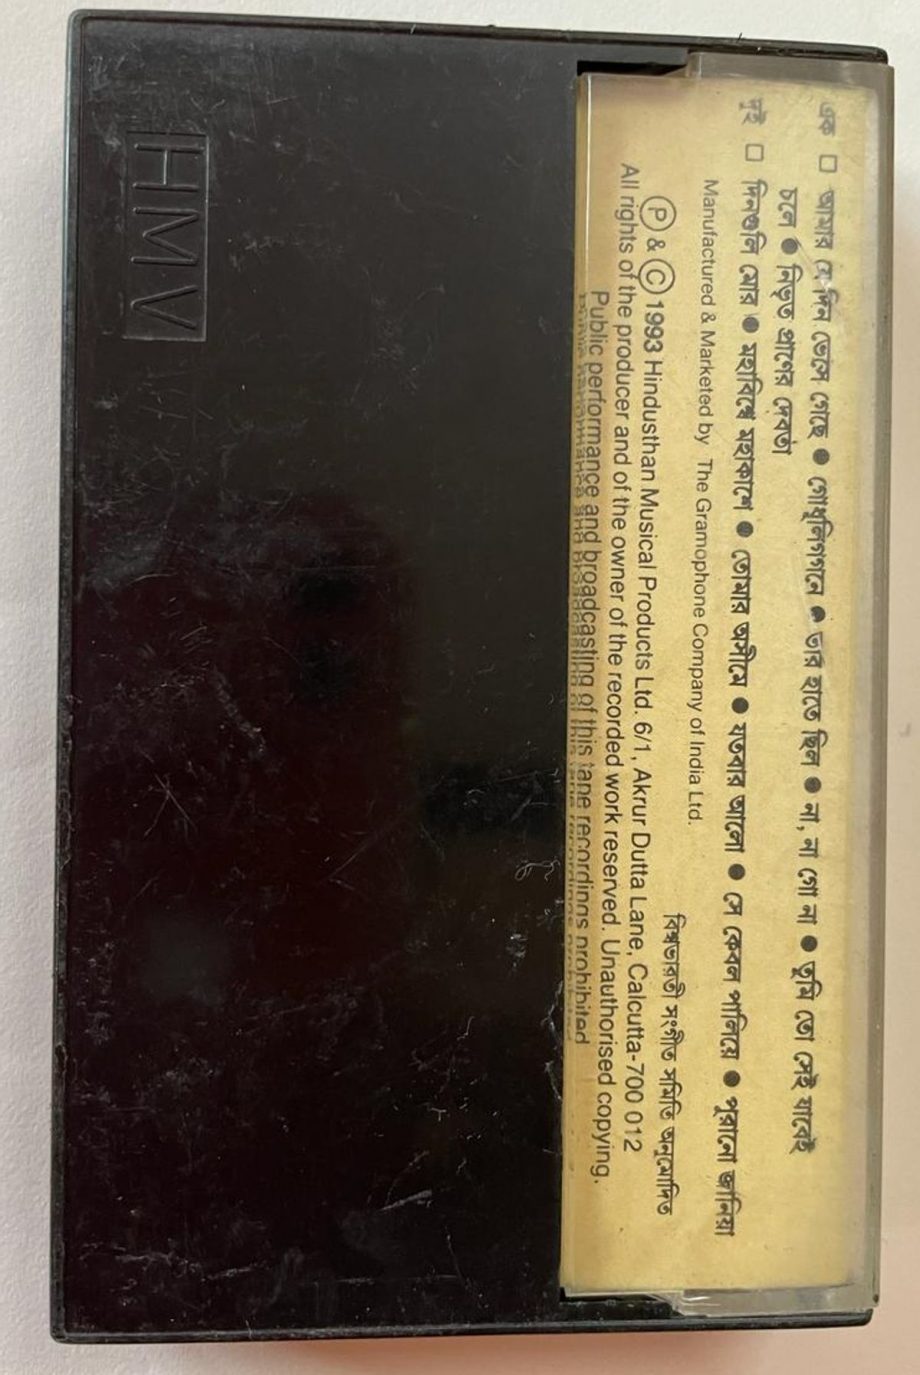 এক □ আমার যে দিন ভেসে গেছে ● গোধূলিগগনে ● তার হাতে ছিল ● না, না গো না ● তুমি তো সেই যাবেই
চলে ● নিভৃত প্রাণের দেবতা
দুই □ দিনগুলি মোর ● মহাবিশ্বে মহাকাশে ● তোমার অসীমে ● যতবার আলো ● সে কেবল পালিয়ে ● পুরানো জানিয়া
Manufactured & Marketed by The Gramophone Company of India Ltd.
বিশ্বভারতী সংগীত সমিতি অনুমোদিত
Ⓟ & Ⓒ 1993 Hindusthan Musical Products Ltd. 6/1, Akrur Dutta Lane, Calcutta-700 012
All rights of the producer and of the owner of the recorded work reserved. Unauthorised copying.
Public performance and broadcasting of this tape recordings prohibited
HMV